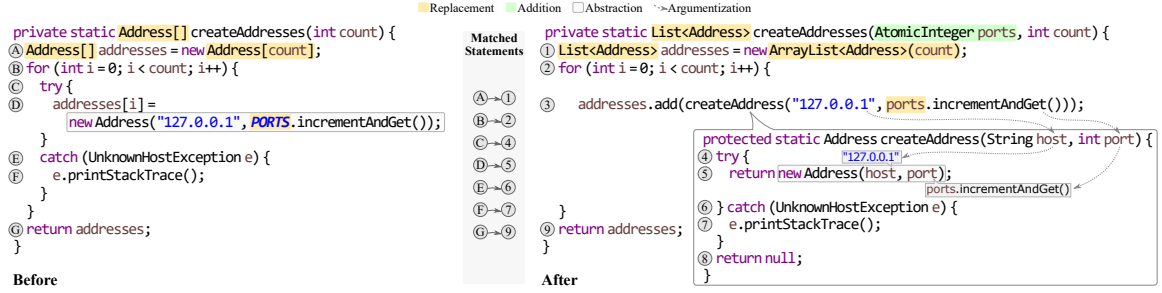 Replacement Addition Abstraction Argumentization
private static Address[] createAddresses(int count) {
A Address[] addresses = new Address[count];
B for (int i = 0; i < count; i++) {
C try {
D addresses[i] =
new Address("127.0.0.1", PORTS.incrementAndGet());
}
E catch (UnknownHostException e) {
F e.printStackTrace();
}
}
G return addresses;
}
Before
Matched
Statements
A 1
B 2
C 4
D 5
E 6
F 7
G 9
private static List<Address> createAddresses(AtomicInteger ports, int count) {
1 List<Address> addresses = new ArrayList<Address>(count);
2 for (int i = 0; i < count; i++) {
3 addresses.add(createAddress("127.0.0.1", ports.incrementAndGet()));
protected static Address createAddress(String host, int port) {
4 try { "127.0.0.1"
5 return new Address(host, port);
ports.incrementAndGet()
6 } catch (UnknownHostException e) {
7 e.printStackTrace();
}
8 return null;
}
}
9 return addresses;
}
After